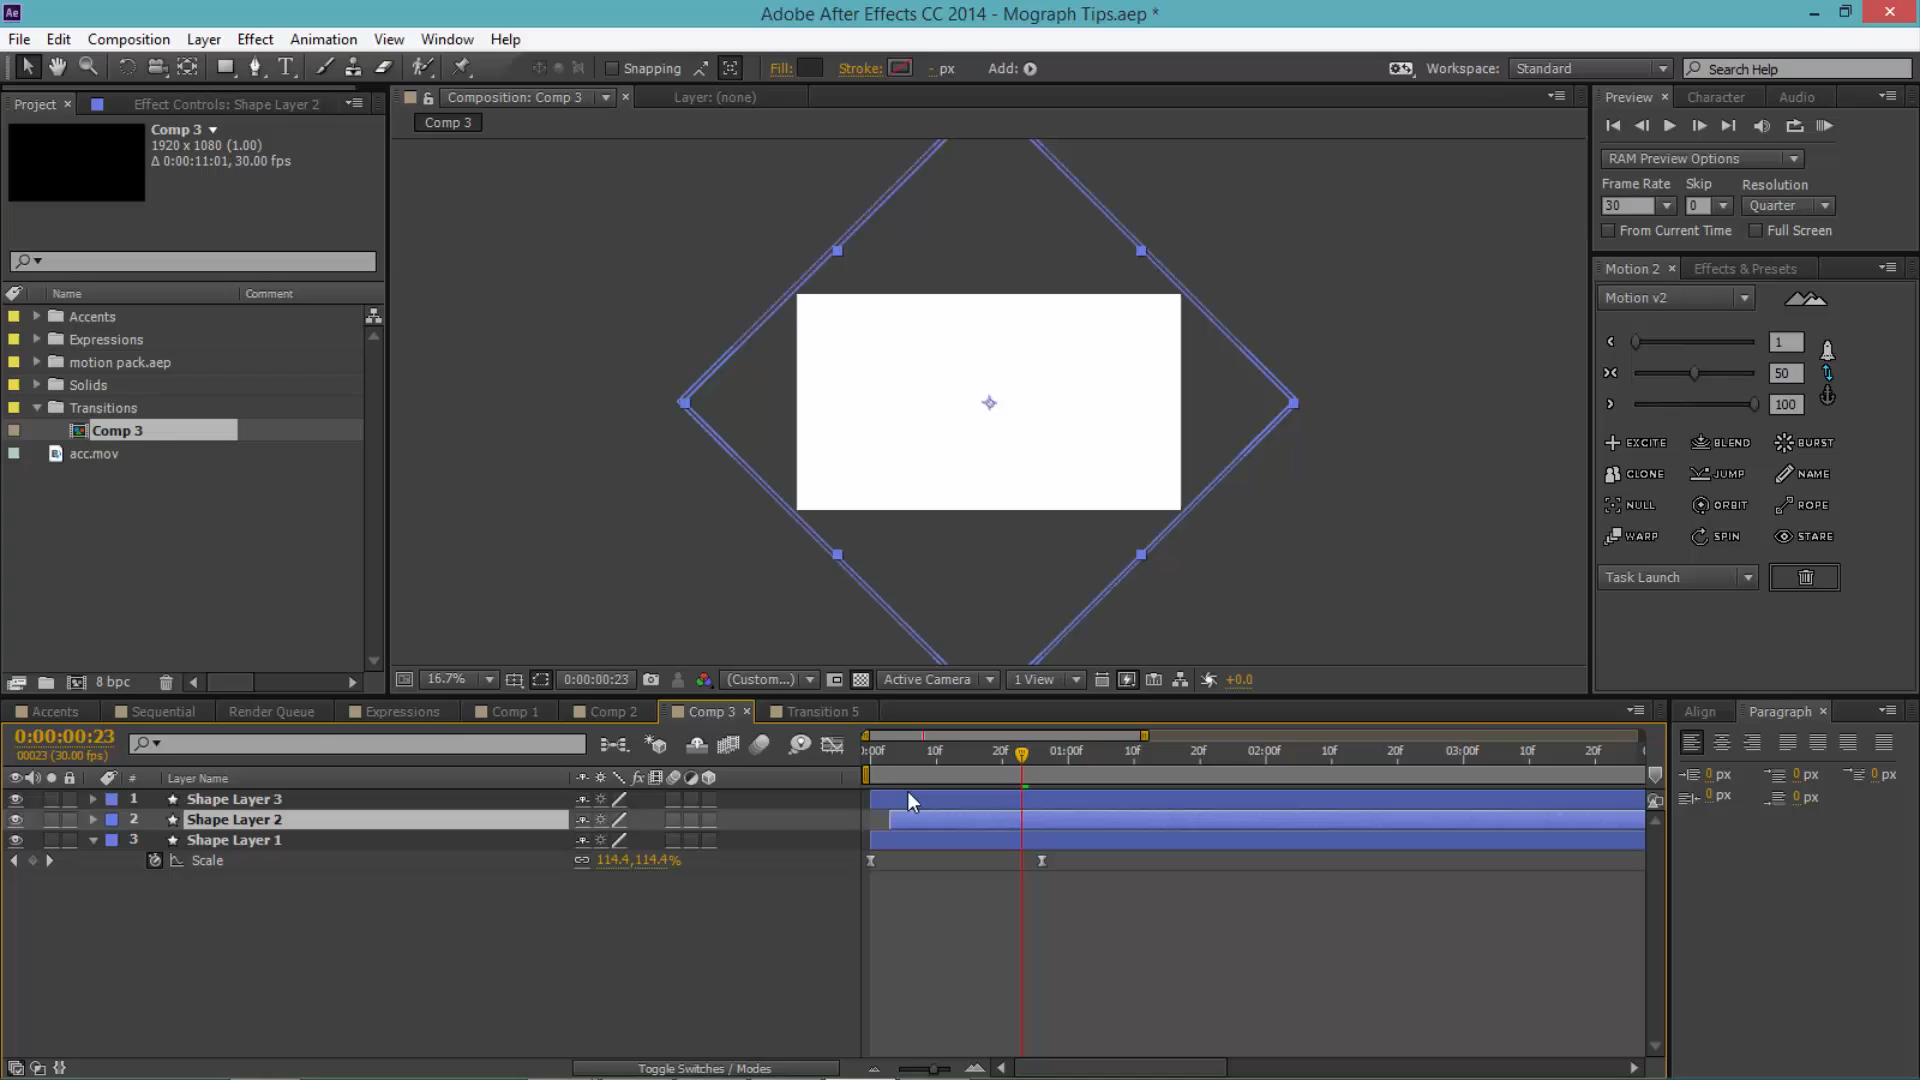 Ae
Adobe After Effects CC 2014 - Mograph Tips.aep *
File Edit Composition Layer Effect Animation View Window Help
Snapping
Fill: Stroke: - px Add:
Workspace: Standard Search Help
Project Effect Controls: Shape Layer 2
Composition: Comp 3 Layer: (none)
Preview Character Audio
Comp 3
Comp 3
1920 x 1080 (1.00)
Δ 0:00:11:01, 30.00 fps
RAM Preview Options
Frame Rate Skip Resolution
30 0 Quarter
From Current Time Full Screen
Motion 2 Effects & Presets
Motion v2
Name Comment
Accents
Expressions
motion pack.aep
Solids
Transitions
Comp 3
acc.mov
1
50
100
EXCITE BLEND BURST
CLONE JUMP NAME
NULL ORBIT ROPE
WARP SPIN STARE
Task Launch
8 bpc
16.7% 0:00:00:23 (Custom...) Active Camera 1 View +0.0
Accents Sequential Render Queue Expressions Comp 1 Comp 2 Comp 3 Transition 5
Align Paragraph
0:00:00:23
00023 (30.00 fps)
0:00f 10f 20f 01:00f 10f 20f 02:00f 10f 20f 03:00f 10f 20f
# Layer Name
fx
1 Shape Layer 3
2 Shape Layer 2
3 Shape Layer 1
Scale 114.4,114.4%
0 px 0 px 0 px
0 px 0 px
Toggle Switches / Modes